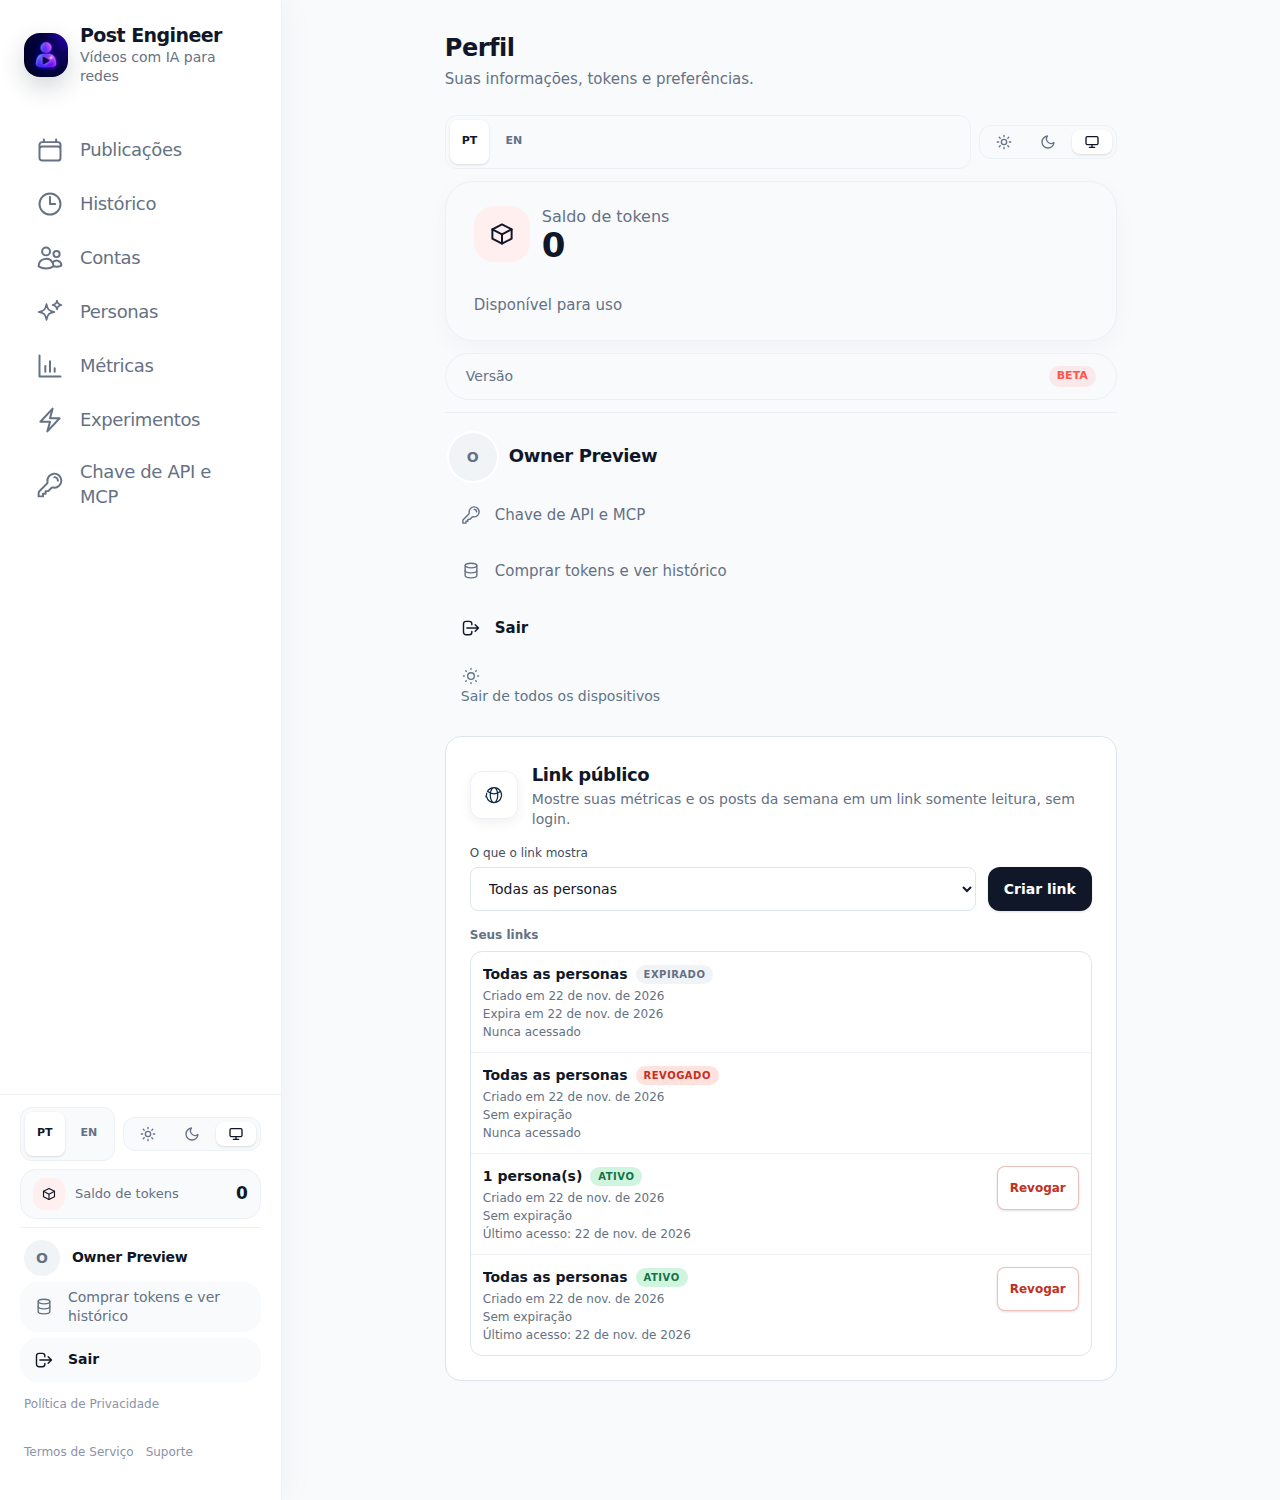 Post Engineer
Vídeos com IA para
redes
Publicações
Histórico
Contas
Personas
Métricas
Experimentos
Chave de API e
MCP
PT EN
Saldo de tokens 0
O Owner Preview
Comprar tokens e ver
histórico
Sair
Política de Privacidade
Termos de Serviço Suporte
Perfil
Suas informações, tokens e preferências.
PT EN
Saldo de tokens
0
Disponível para uso
Versão BETA
O Owner Preview
Chave de API e MCP
Comprar tokens e ver histórico
Sair
Sair de todos os dispositivos
Link público
Mostre suas métricas e os posts da semana em um link somente leitura, sem
login.
O que o link mostra
Todas as personas Criar link
Seus links
Todas as personas EXPIRADO
Criado em 22 de nov. de 2026
Expira em 22 de nov. de 2026
Nunca acessado
Todas as personas REVOGADO
Criado em 22 de nov. de 2026
Sem expiração
Nunca acessado
1 persona(s) ATIVO Revogar
Criado em 22 de nov. de 2026
Sem expiração
Último acesso: 22 de nov. de 2026
Todas as personas ATIVO Revogar
Criado em 22 de nov. de 2026
Sem expiração
Último acesso: 22 de nov. de 2026